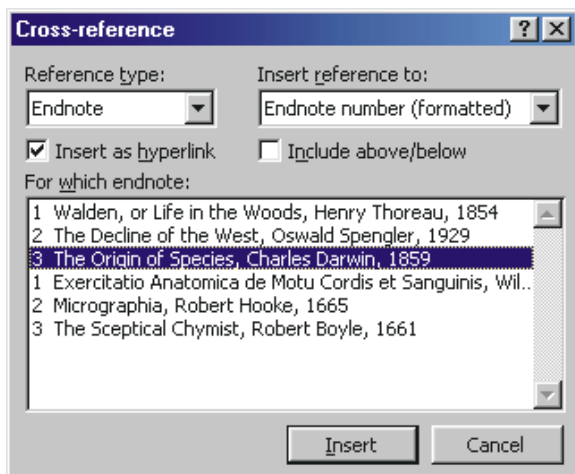 Cross-reference
Reference type: Insert reference to:
Endnote Endnote number (formatted)
Insert as hyperlink Include above/below
For which endnote:
1 Walden, or Life in the Woods, Henry Thoreau, 1854
2 The Decline of the West, Oswald Spengler, 1929
3 The Origin of Species, Charles Darwin, 1859
1 Exercitatio Anatomica de Motu Cordis et Sanguinis, Wil...
2 Micrographia, Robert Hooke, 1665
3 The Sceptical Chymist, Robert Boyle, 1661
Insert Cancel